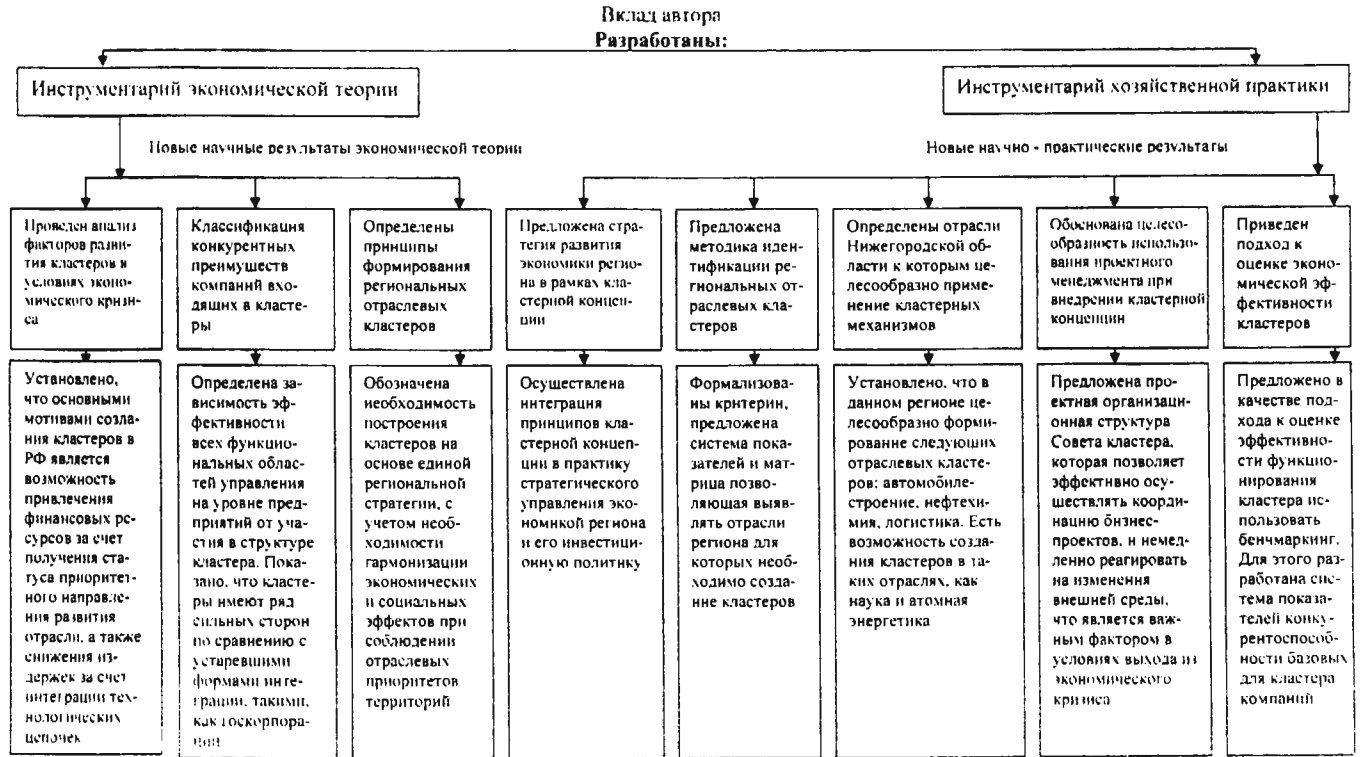 Вклад автора
Разработаны:
Инструментарий экономической теории
Инструментарий хозяйственной практики
Новые научные результаты экономической теории
Новые научно - практические результаты
Проведен анализ
факторов разви-
тия кластеров в
условиях эконо-
мического кризи-
са
Классификация
конкурентных
преимуществ
компаний вхо-
дящих в класте-
ры
Определены
принципы
формирования
региональных
отраслевых
кластеров
Предложена стра-
тегия развития
экономики регио-
на в рамках кла-
стерной концеп-
ции
Предложена
методика иден-
тификации ре-
гиональных от-
раслевых кла-
стеров
Определены отрасли
Нижегородской об-
ласти к которым це-
лесообразно приме-
нение кластерных
механизмов
Обоснована целесо-
образность использо-
вания проектного
менеджмента при
внедрении кластерной
концепции
Приведен
подход к
оценке эконо-
мической эф-
фективности
кластеров
Установлено,
что основными
мотивами созда-
ния кластеров в
РФ является
возможность
привлечения
финансовых ре-
сурсов за счет
получения ста-
туса приоритет-
ного направле-
ния развития
отрасли, а также
снижения из-
держек за счет
интеграции тех-
нологических
цепочек
Определена за-
висимость эф-
фективности
всех функцио-
нальных облас-
тей управления
на уровне пред-
приятий от уча-
стия в структуре
кластера. Пока-
зано, что класте-
ры имеют ряд
сильных сторон
по сравнению с
устаревшими
формами инте-
грации, такими,
как госкорпора-
ции
Обозначена
необходимость
построения
кластеров на
основе единой
региональной
стратегии, с
учетом необ-
ходимости
гармонизации
экономических
и социальных
эффектов при
соблюдении
отраслевых
приоритетов
территорий
Осуществлена
интеграция
принципов кла-
стерной концеп-
ции в практику
стратегического
управления эко-
номикой региона
и его инвестици-
онную политику
Формализова-
ны критерии,
предложена
система пока-
зателей и мат-
рица позво-
ляющая выяв-
лять отрасли
региона для
которых необ-
ходимо созда-
ние кластеров
Установлено, что в
данном регионе це-
лесообразно форми-
рование следующих
отраслевых класте-
ров: автомобиле-
строение, нефтехи-
мия, логистика. Есть
возможность созда-
ния кластеров в та-
ких отраслях, как
наука и атомная
энергетика
Предложена про-
ектная организаци-
онная структура
Совета кластера,
которая позволяет
эффективно осу-
ществлять коорди-
нацию бизнес-
проектов, и немед-
ленно реагировать
на изменения
внешней среды,
что является важ-
ным фактором в
условиях выхода из
экономического
кризиса
Предложено в
качестве под-
хода к оценке
эффективно-
сти функцио-
нирования
кластера ис-
пользовать
бенчмаркинг.
Для этого раз-
работана сис-
тема показа-
телей конку-
рентоспособ-
ности базовых
для кластера
компаний